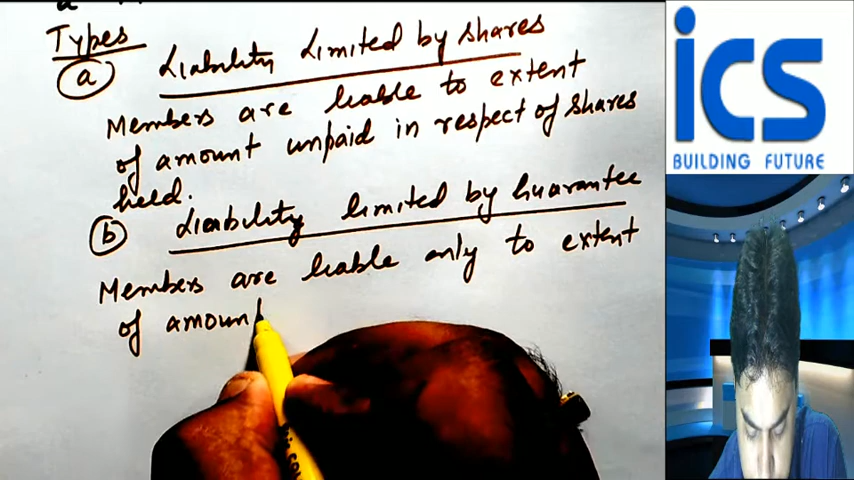 Types
(a) Liability Limited by shares
Members are liable to extent
of amount unpaid in respect of shares
held.
(b) Liability limited by Guarantee
Members are liable only to extent
of amount
ics
BUILDING FUTURE